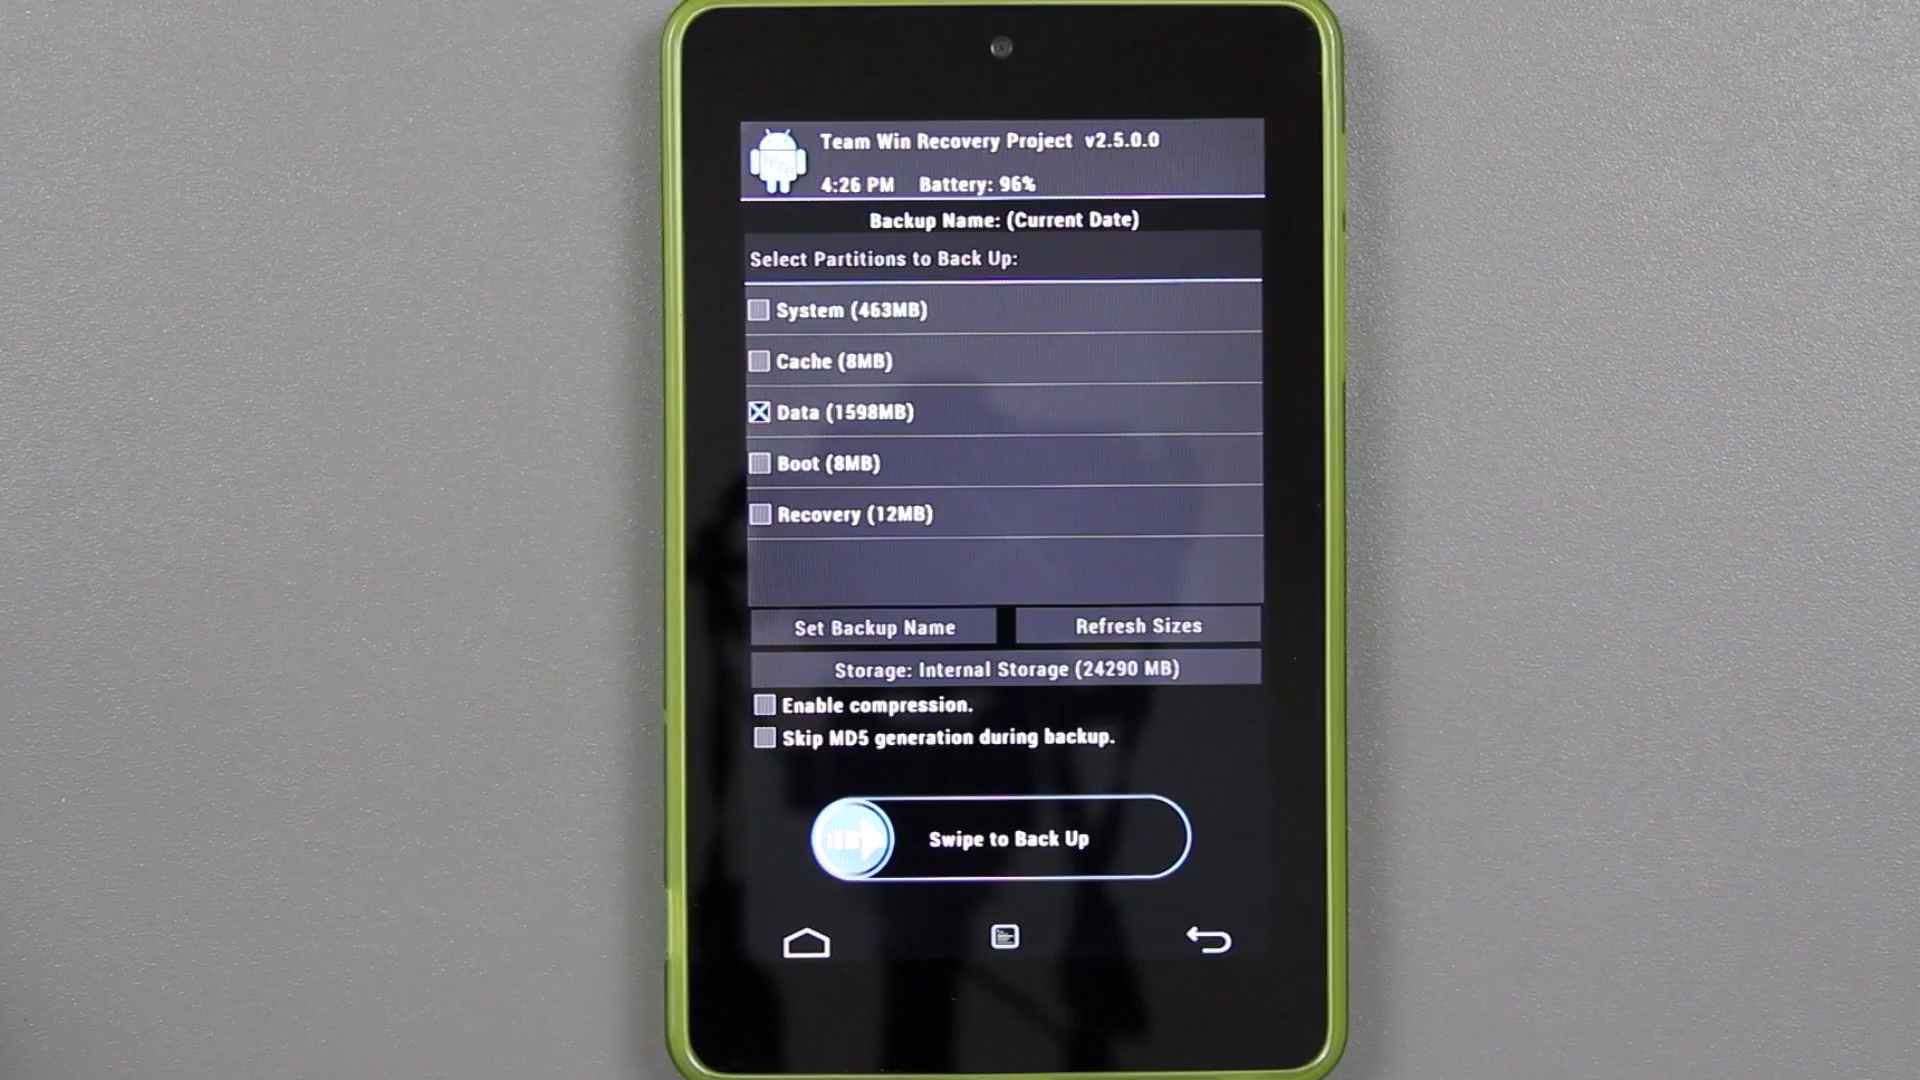 Team Win Recovery Project v2.5.0.0
4:26 PM Battery: 96%
Backup Name: (Current Date)
Select Partitions to Back Up:
System (463MB)
Cache (8MB)
Data (1598MB)
Boot (8MB)
Recovery (12MB)
Set Backup Name
Refresh Sizes
Storage: Internal Storage (24290 MB)
Enable compression.
Skip MD5 generation during backup.
Swipe to Back Up